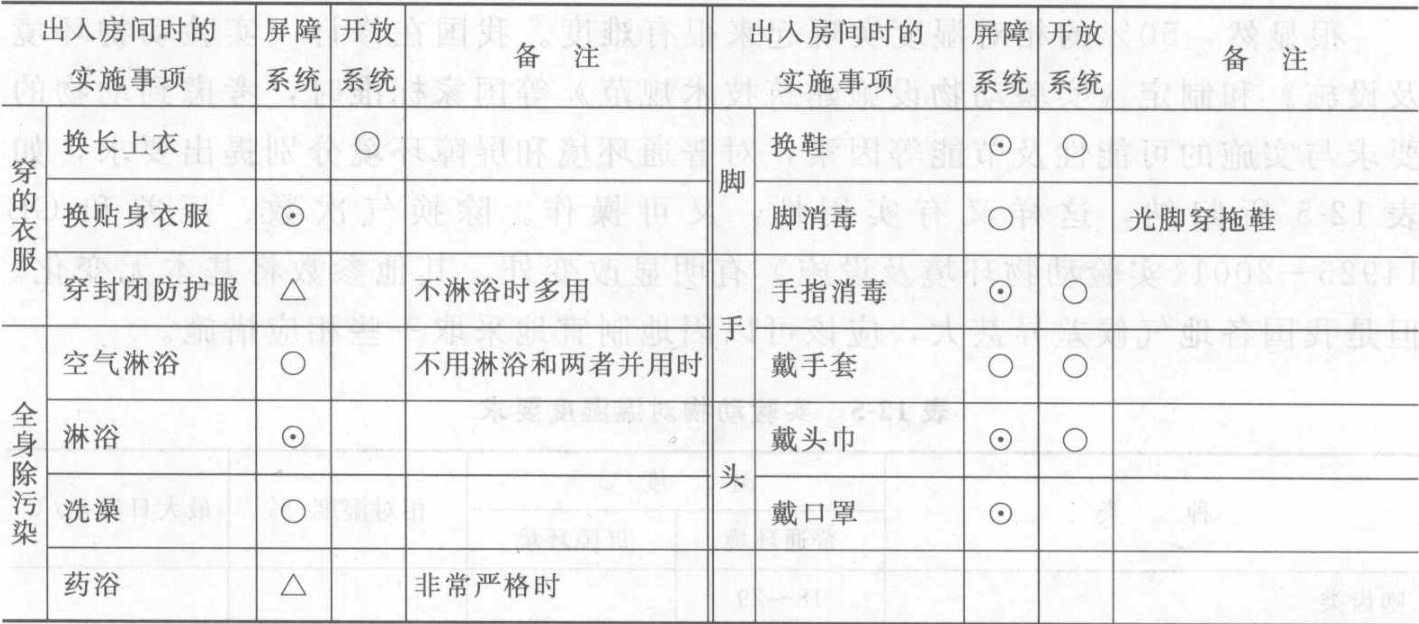 出入房间时的实施事项 屏障系统 开放系统 备 注 出入房间时的实施事项 屏障系统 开放系统 备 注
穿的衣服 换长上衣 ○ 脚 换鞋 ⊙ ○
换贴身衣服 ⊙ 脚消毒 ○ 光脚穿拖鞋
穿封闭防护服 △ 不淋浴时多用 手 手指消毒 ⊙ ○
全身除污染 空气淋浴 ○ 不用淋浴和两者并用时 戴手套 ○ ○
淋浴 ⊙ 头 戴头巾 ⊙ ○
洗澡 ○ 戴口罩 ⊙
药浴 △ 非常严格时